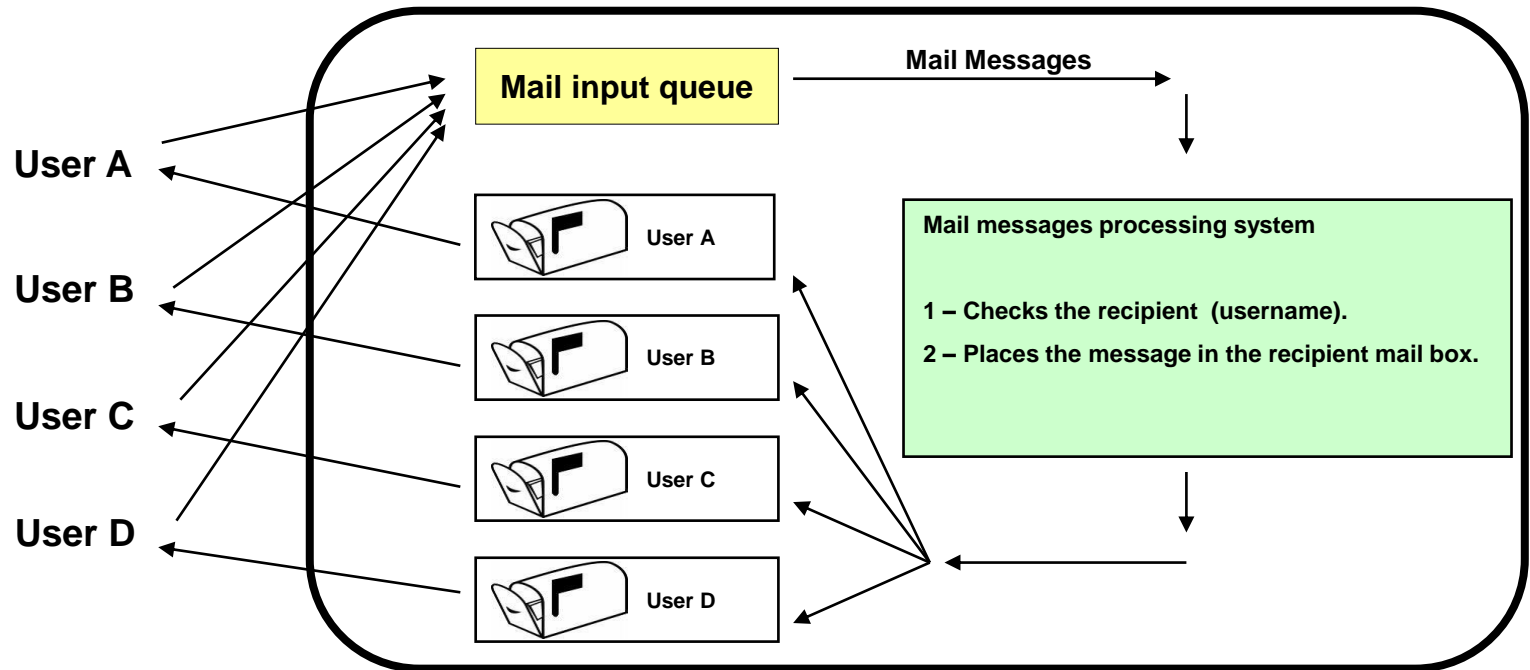 Mail input queue
Mail Messages
User A
User B
User C
User D
User A
User B
User C
User D
Mail messages processing system
1 – Checks the recipient (username).
2 – Places the message in the recipient mail box.